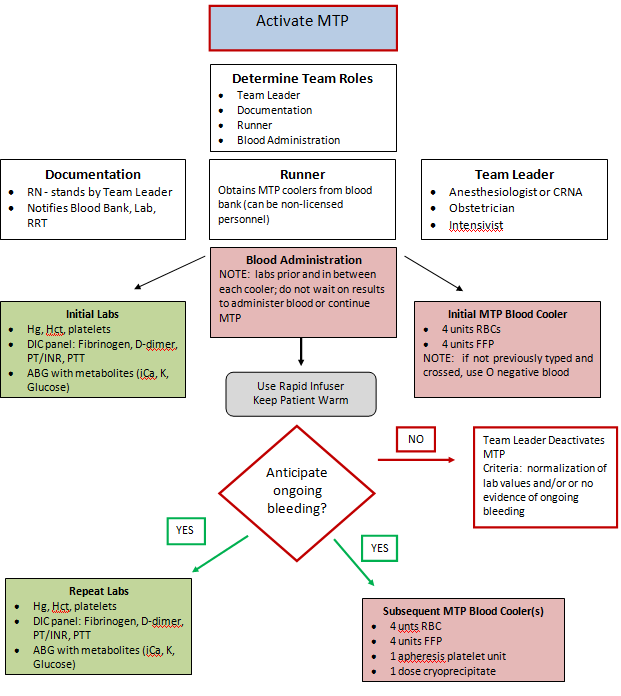 Activate MTP
Determine Team Roles
• Team Leader
• Documentation
• Runner
• Blood Administration
Documentation
• RN - stands by Team Leader
• Notifies Blood Bank, Lab,
RRT
Runner
Obtains MTP coolers from blood
bank (can be non-licensed
personnel)
Team Leader
• Anesthesiologist or CRNA
• Obstetrician
• Intensivist
Blood Administration
NOTE: labs prior and in between
each cooler; do not wait on results
to administer blood or continue
MTP
Initial Labs
• Hg, Hct, platelets
• DIC panel: Fibrinogen, D-dimer,
PT/INR, PTT
• ABG with metabolites (iCa, K,
Glucose)
Initial MTP Blood Cooler
• 4 units RBCs
• 4 units FFP
NOTE: if not previously typed and
crossed, use O negative blood
Use Rapid Infuser
Keep Patient Warm
Anticipate
ongoing
bleeding?
NO
Team Leader Deactivates
MTP
Criteria: normalization of
lab values and/or or no
evidence of ongoing
bleeding
YES
YES
Repeat Labs
• Hg, Hct, platelets
• DIC panel: Fibrinogen, D-dimer,
PT/INR, PTT
• ABG with metabolites (iCa, K,
Glucose)
Subsequent MTP Blood Cooler(s)
• 4 unts RBC
• 4 units FFP
• 1 apheresis platelet unit
• 1 dose cryoprecipitate